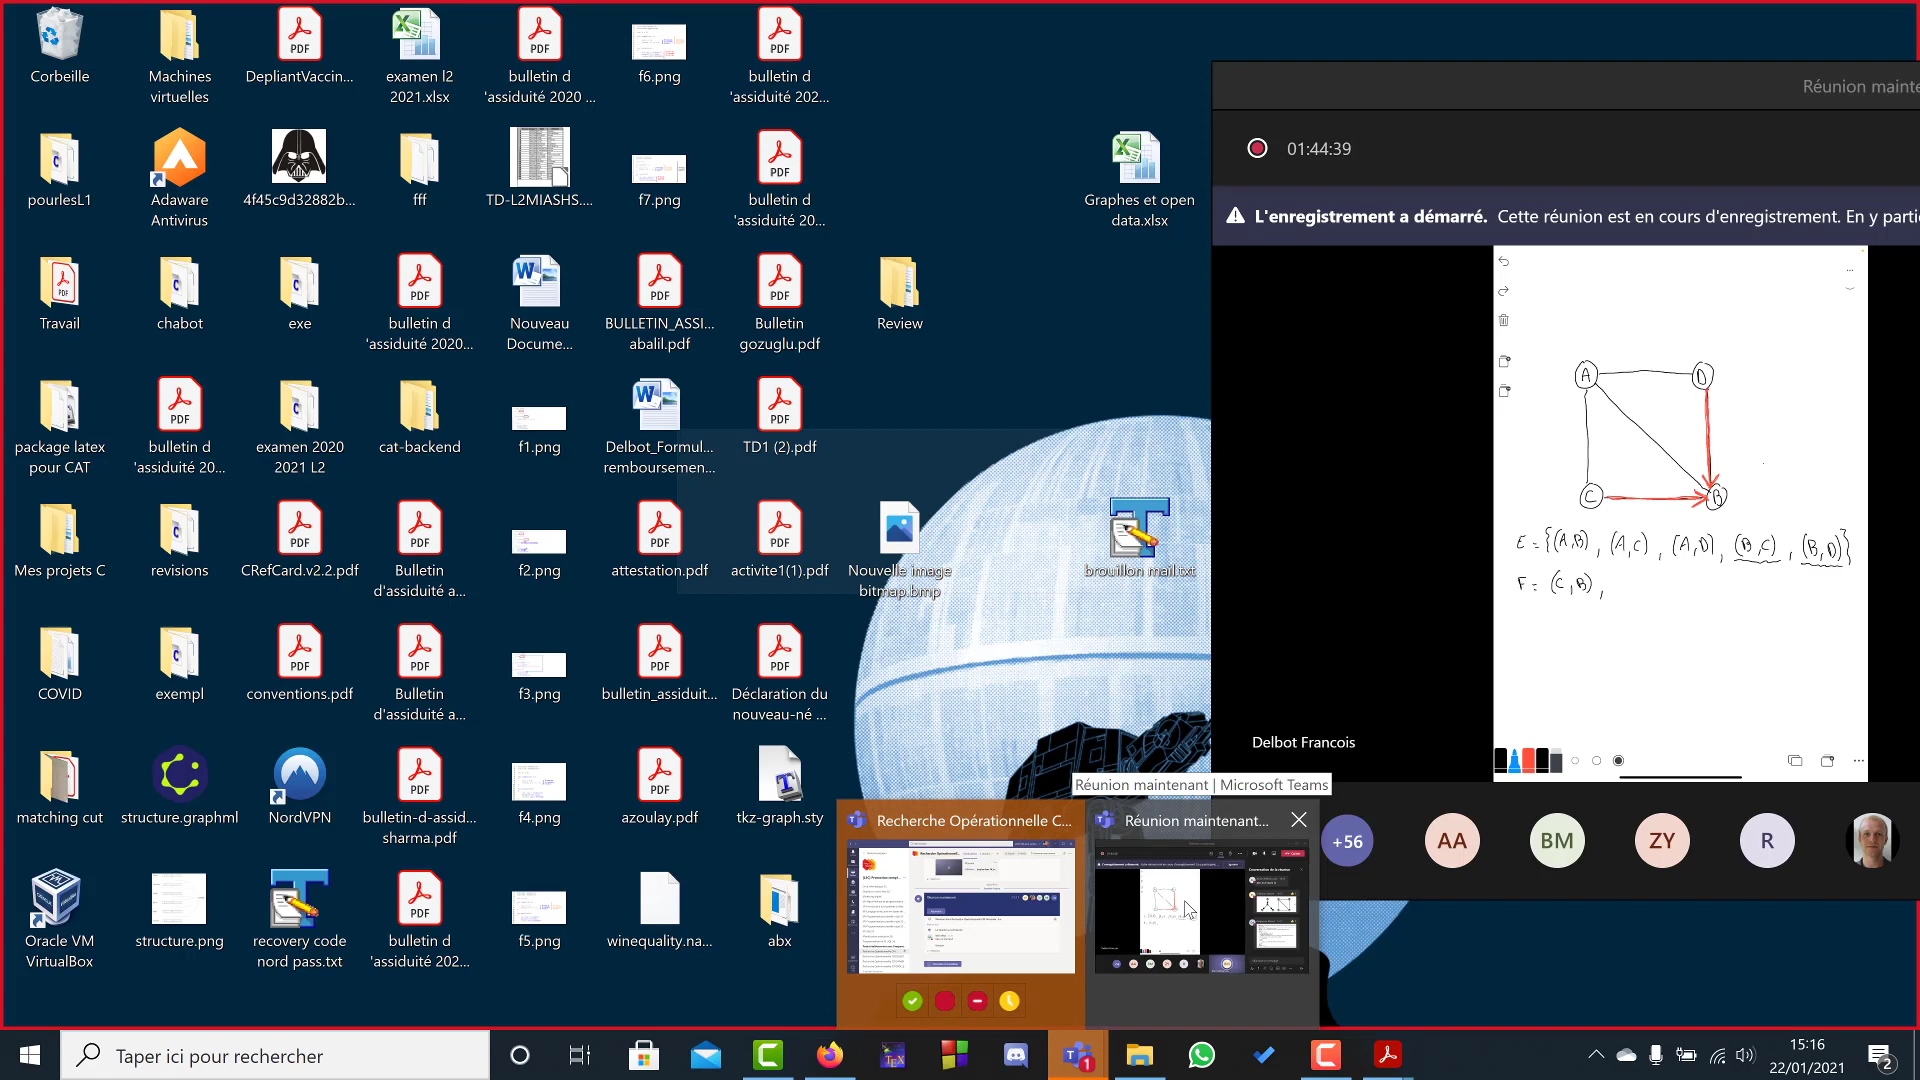 Corbeille
Machines
virtuelles
DepliantVaccin...
examen l2
2021.xlsx
bulletin d
'assiduité 2020 ...
f6.png
bulletin d
'assiduité 202...
pourlesL1
Adaware
Antivirus
4f45c9d32882b...
fff
TD-L2MIASHS....
f7.png
bulletin d
'assiduité 202...
Graphes et open
data.xlsx
Travail
chabot
exe
bulletin d
'assiduité 2020...
Nouveau
Docume...
BULLETIN_ASSI...
abalil.pdf
Bulletin
gozuglu.pdf
Review
package latex
pour CAT
bulletin d
'assiduité 20...
examen 2020
2021 L2
cat-backend
f1.png
Delbot_Formul...
remboursemen...
TD1 (2).pdf
Mes projets C
revisions
CRefCard.v2.2.pdf
Bulletin
d'assiduité a...
f2.png
attestation.pdf
activite1(1).pdf
Nouvelle image
bitmap.bmp
brouillon mail.txt
COVID
exempl
conventions.pdf
Bulletin
d'assiduité a...
f3.png
bulletin_assiduit...
Déclaration du
nouveau-né ...
matching cut
structure.graphml
NordVPN
bulletin-d-assid...
sharma.pdf
f4.png
azoulay.pdf
tkz-graph.sty
Oracle VM
VirtualBox
structure.png
recovery code
nord pass.txt
bulletin d
'assiduité 202...
f5.png
winequality.na...
abx
Réunion mainte
01:44:39
L'enregistrement a démarré. Cette réunion est en cours d'enregistrement. En y parti
A D
C B
E = {(A,B), (A,C), (A,D), (B,C), (B,D)}
F = (C,B),
Delbot Francois
Réunion maintenant | Microsoft Teams
Recherche Opérationnelle C...
Réunion maintenant...
+56 AA BM ZY R
Taper ici pour rechercher
15:16
22/01/2021
2
1